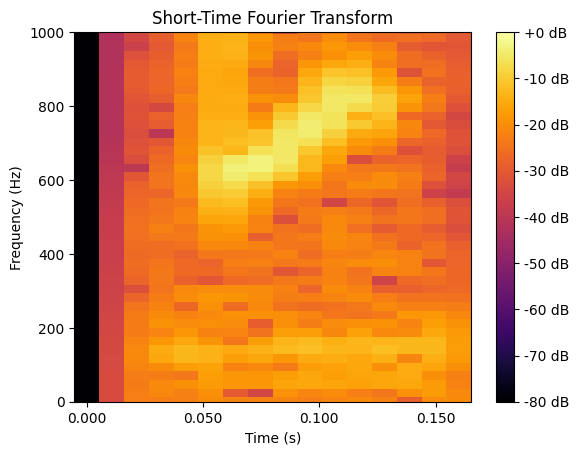 Short-Time Fourier Transform
1000
800
600
400
200
0
Frequency (Hz)
0.000
0.050
0.100
0.150
Time (s)
+0 dB
-10 dB
-20 dB
-30 dB
-40 dB
-50 dB
-60 dB
-70 dB
-80 dB